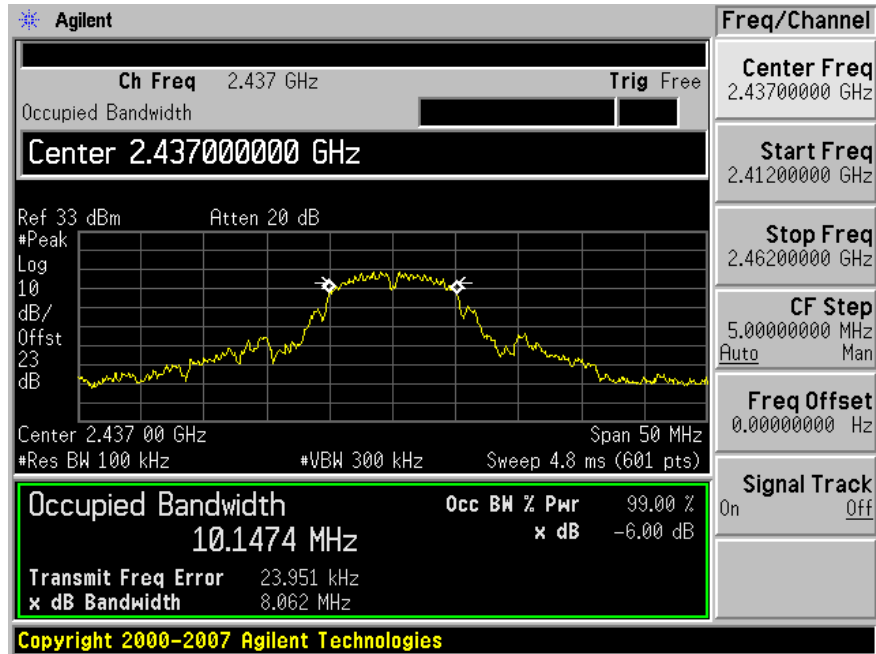 Agilent
Freq/Channel
Ch Freq 2.437 GHz Trig Free
Occupied Bandwidth
Center 2.437000000 GHz
Ref 33 dBm Atten 20 dB
#Peak
Log
10
dB/
Offst
23
dB
Center 2.437 00 GHz Span 50 MHz
#Res BW 100 kHz #VBW 300 kHz Sweep 4.8 ms (601 pts)
Occupied Bandwidth Occ BW % Pwr 99.00 %
10.1474 MHz x dB -6.00 dB
Transmit Freq Error 23.951 kHz
x dB Bandwidth 8.062 MHz
Copyright 2000-2007 Agilent Technologies
Center Freq
2.43700000 GHz
Start Freq
2.41200000 GHz
Stop Freq
2.46200000 GHz
CF Step
5.00000000 MHz
Auto Man
Freq Offset
0.00000000 Hz
Signal Track
On Off